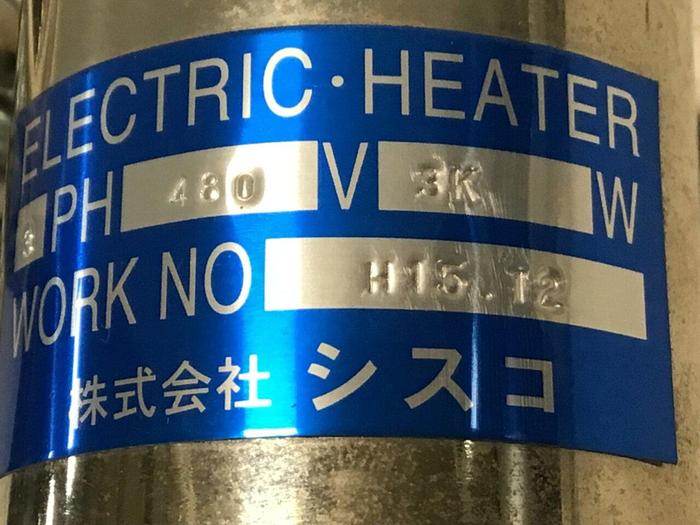 ELECTRIC・HEATER
3 PH 480 V 3K W
WORK NO H15.12
株式会社 シスコ